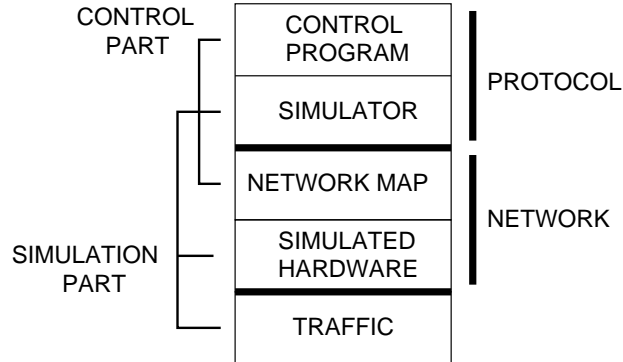 CONTROL
PART
CONTROL
PROGRAM
SIMULATOR
PROTOCOL
NETWORK MAP
NETWORK
SIMULATION
PART
SIMULATED
HARDWARE
TRAFFIC